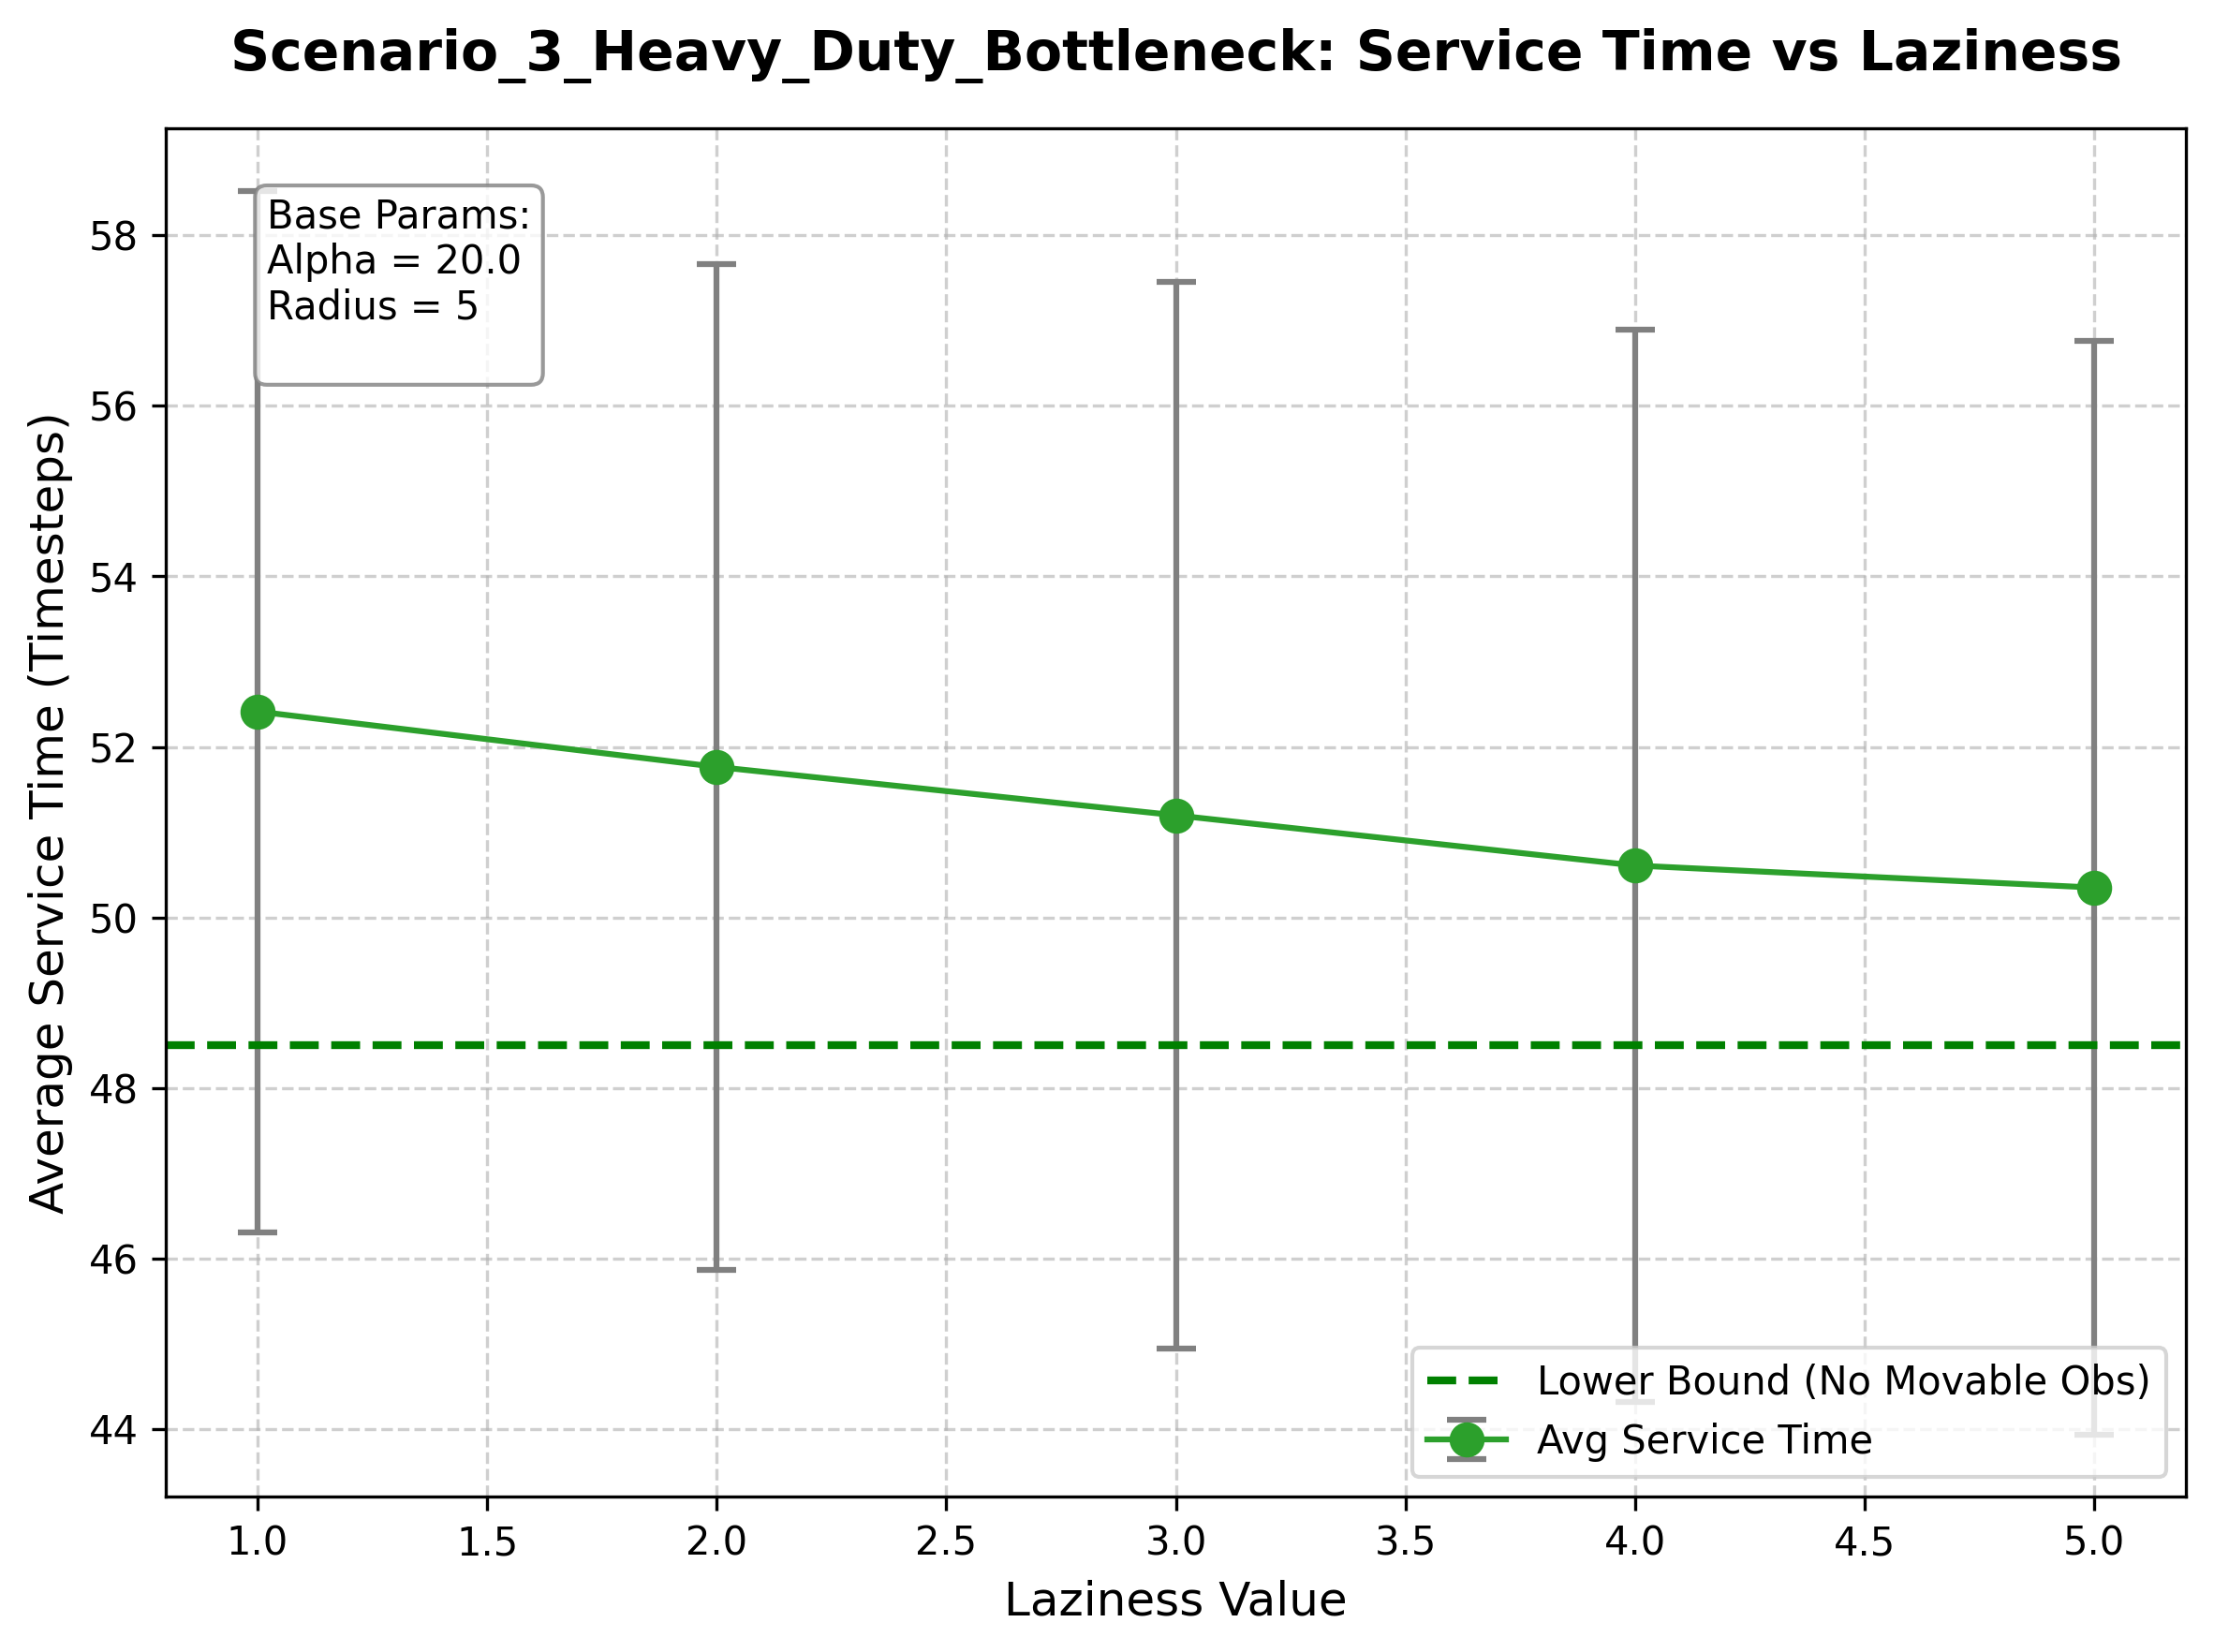 Scenario_3_Heavy_Duty_Bottleneck: Service Time vs Laziness
Base Params:
Alpha = 20.0
Radius = 5
Average Service Time (Timesteps)
58
56
54
52
50
48
46
44
Lower Bound (No Movable Obs)
Avg Service Time
1.0 1.5 2.0 2.5 3.0 3.5 4.0 4.5 5.0
Laziness Value